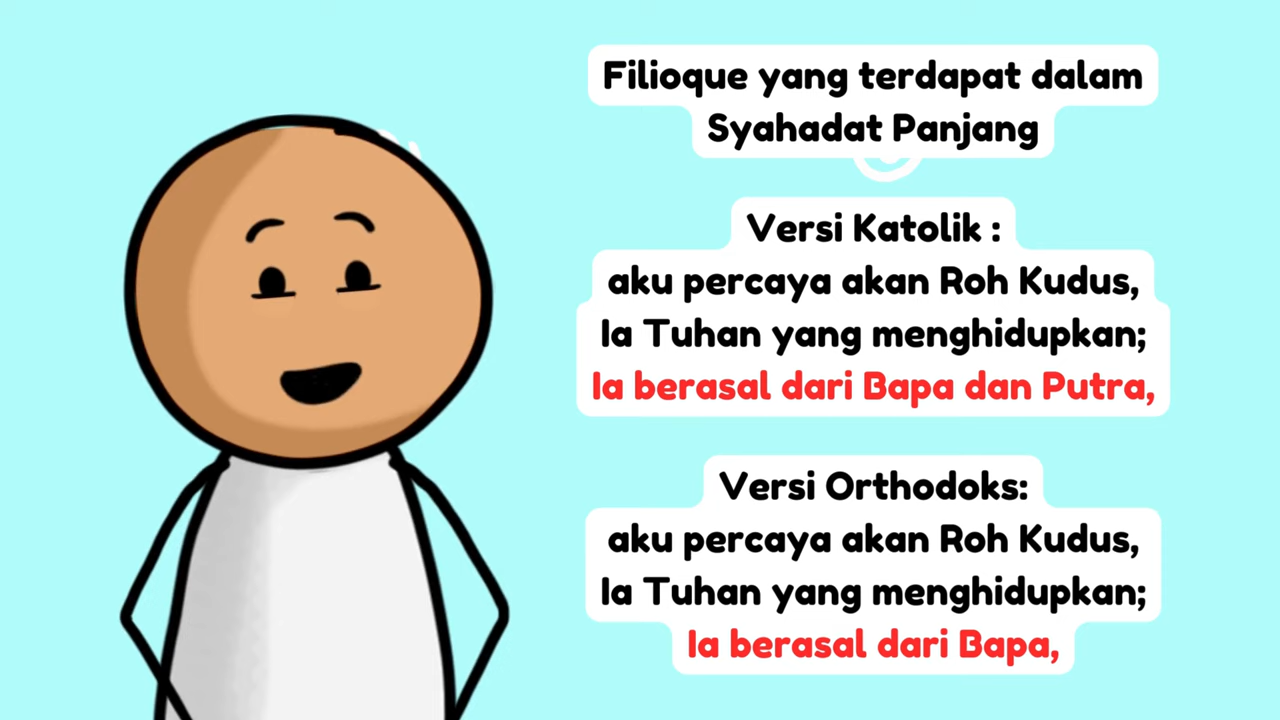 Filioque yang terdapat dalam
Syahadat Panjang
Versi Katolik :
aku percaya akan Roh Kudus,
Ia Tuhan yang menghidupkan;
Ia berasal dari Bapa dan Putra,
Versi Orthodoks:
aku percaya akan Roh Kudus,
Ia Tuhan yang menghidupkan;
Ia berasal dari Bapa,